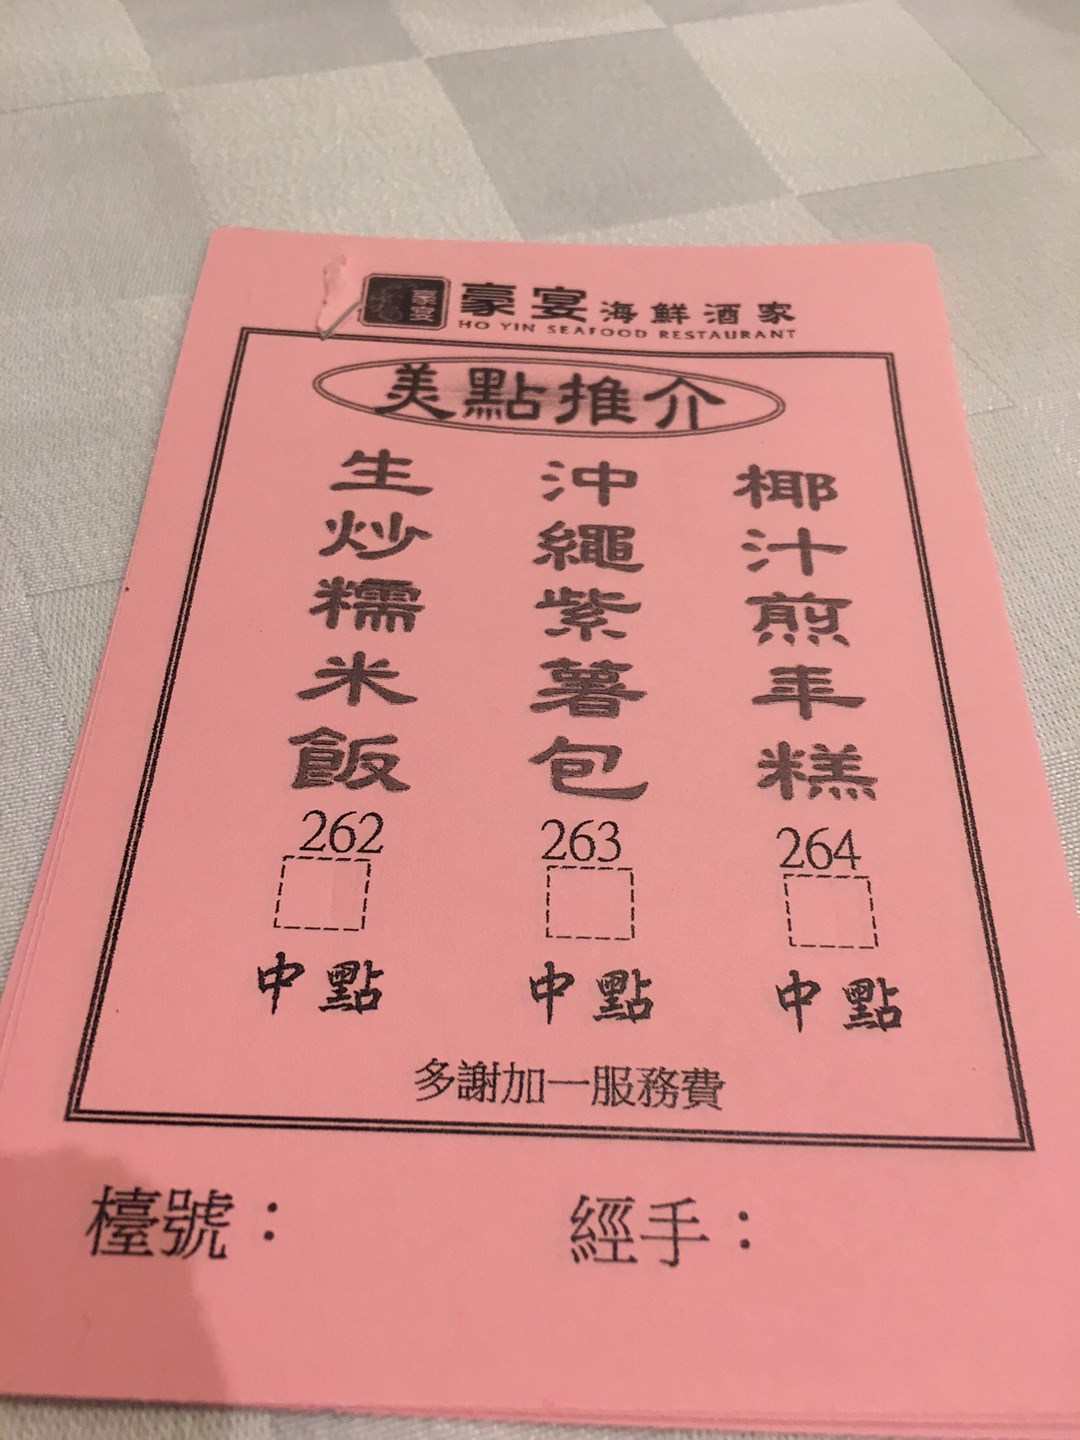 豪宴
豪宴海鮮酒家
HO YIN SEAFOOD RESTAURANT
美點推介
椰汁煎年糕
264
中點
沖繩紫薯包
263
中點
生炒糯米飯
262
中點
多謝加一服務費
檯號：
經手：